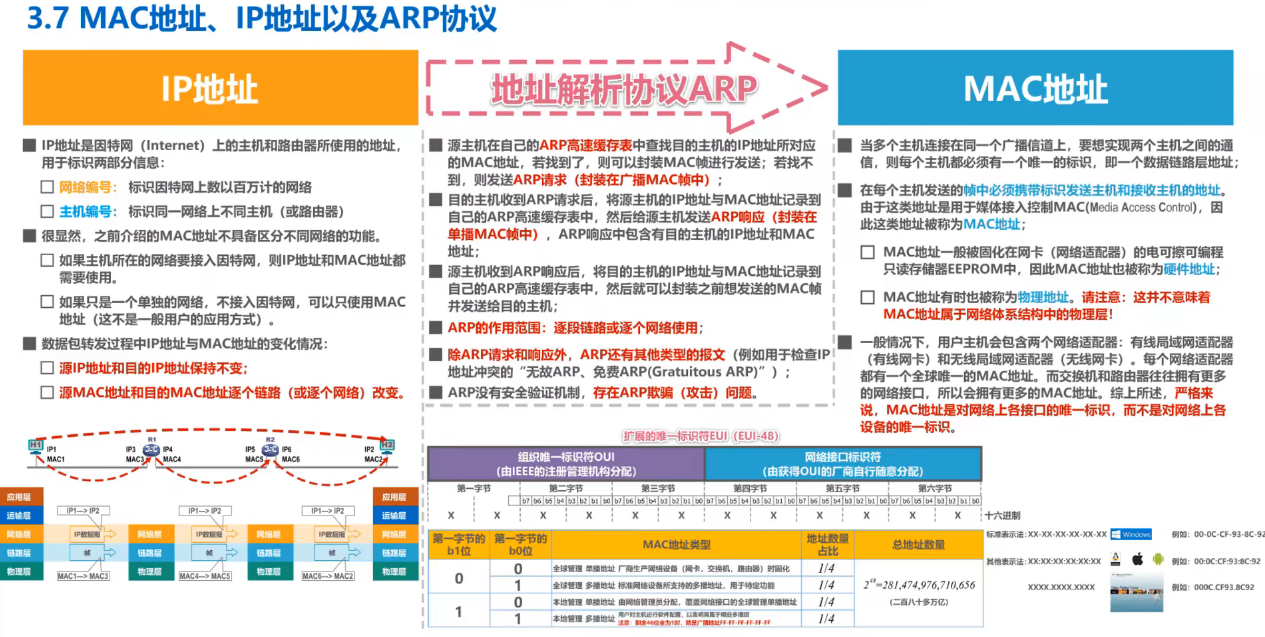 3.7 MAC地址、IP地址以及ARP协议
IP地址
IP地址是因特网（Internet）上的主机和路由器所使用的地址，
用于标识两部分信息：
网络编号： 标识因特网上数以百万计的网络
主机编号： 标识同一网络上不同主机（或路由器）
很显然，之前介绍的MAC地址不具备区分不同网络的功能。
如果主机所在的网络要接入因特网，则IP地址和MAC地址都
需要使用。
如果只是一个单独的网络，不接入因特网，可以只使用MAC
地址（这不是一般用户的应用方式）。
数据包转发过程中IP地址与MAC地址的变化情况：
源IP地址和目的IP地址保持不变；
源MAC地址和目的MAC地址逐个链路（或逐个网络）改变。
H1 IP1 MAC1
R1 IP3 MAC3 IP4 MAC4
R2 IP5 MAC5 IP6 MAC6
H2 IP2 MAC2
应用层 应用层
运输层 IP1—> IP2 IP1—> IP2 IP1—> IP2 运输层
网络层 IP数据报 网络层 IP数据报 网络层 IP数据报 网络层
链路层 帧 链路层 帧 链路层 帧 链路层
物理层 MAC1—> MAC3 物理层 MAC4—> MAC5 物理层 MAC6—> MAC2 物理层
地址解析协议ARP
源主机在自己的ARP高速缓存表中查找目的主机的IP地址所对应
的MAC地址，若找到了，则可以封装MAC帧进行发送；若找不
到，则发送ARP请求（封装在广播MAC帧中）；
目的主机收到ARP请求后，将源主机的IP地址与MAC地址记录到
自己的ARP高速缓存表中，然后给源主机发送ARP响应（封装在
单播MAC帧中），ARP响应中包含有目的主机的IP地址和MAC
地址；
源主机收到ARP响应后，将目的主机的IP地址与MAC地址记录到
自己的ARP高速缓存表中，然后就可以封装之前想发送的MAC帧
并发送给目的主机；
ARP的作用范围：逐段链路或逐个网络使用；
除ARP请求和响应外，ARP还有其他类型的报文（例如用于检查IP
地址冲突的“无故ARP、免费ARP(Gratuitous ARP)”）；
ARP没有安全验证机制，存在ARP欺骗（攻击）问题。
MAC地址
当多个主机连接在同一个广播信道上，要想实现两个主机之间的通
信，则每个主机都必须有一个唯一的标识，即一个数据链路层地址；
在每个主机发送的帧中必须携带标识发送主机和接收主机的地址。
由于这类地址是用于媒体接入控制MAC(Media Access Control)，因
此这类地址被称为MAC地址；
MAC地址一般被固化在网卡（网络适配器）的电可擦可编程
只读存储器EEPROM中，因此MAC地址也被称为硬件地址；
MAC地址有时也被称为物理地址。请注意：这并不意味着
MAC地址属于网络体系结构中的物理层！
一般情况下，用户主机会包含两个网络适配器：有线局域网适配器
（有线网卡）和无线局域网适配器（无线网卡）。每个网络适配器
都有一个全球唯一的MAC地址。而交换机和路由器往往拥有更多
的网络接口，所以会拥有更多的MAC地址。综上所述，严格来
说，MAC地址是对网络上各接口的唯一标识，而不是对网络上各
设备的唯一标识。
扩展的唯一标识符EUI（EUI-48）
组织唯一标识符OUI 网络接口标识符
（由IEEE的注册管理机构分配） （由获得OUI的厂商自行随意分配）
第一字节 第二字节 第三字节 第四字节 第五字节 第六字节
b7 b6 b5 b4 b3 b2 b1 b0 b7 b6 b5 b4 b3 b2 b1 b0 b7 b6 b5 b4 b3 b2 b1 b0 b7 b6 b5 b4 b3 b2 b1 b0 b7 b6 b5 b4 b3 b2 b1 b0
X X X X X X X X X X X X 十六进制
第一字节的b1位 第一字节的b0位 MAC地址类型 地址数量占比 总地址数量
0 0 全球管理 单播地址 厂商生产网络设备（网卡，交换机，路由器）时固化 1/4
1 全球管理 多播地址 标准网络设备所支持的多播地址，用于特定功能 1/4
1 0 本地管理 单播地址 由网络管理员分配，覆盖网络接口的全球管理单播地址 1/4
1 本地管理 多播地址 用户对主机运行软件配置，以表明其属于哪些多播组 1/4
注意：剩余46位全为1时，就是广播地址FF-FF-FF-FF-FF-FF
2^48=281,474,976,710,656
（二百八十多万亿）
标准表示法: XX-XX-XX-XX-XX-XX Windows 例如: 00-0C-CF-93-8C-92
其他表示法: XX:XX:XX:XX:XX:XX 例如: 00:0C:CF:93:8C:92
XXXX.XXXX.XXXX 例如: 000C.CF93.8C92